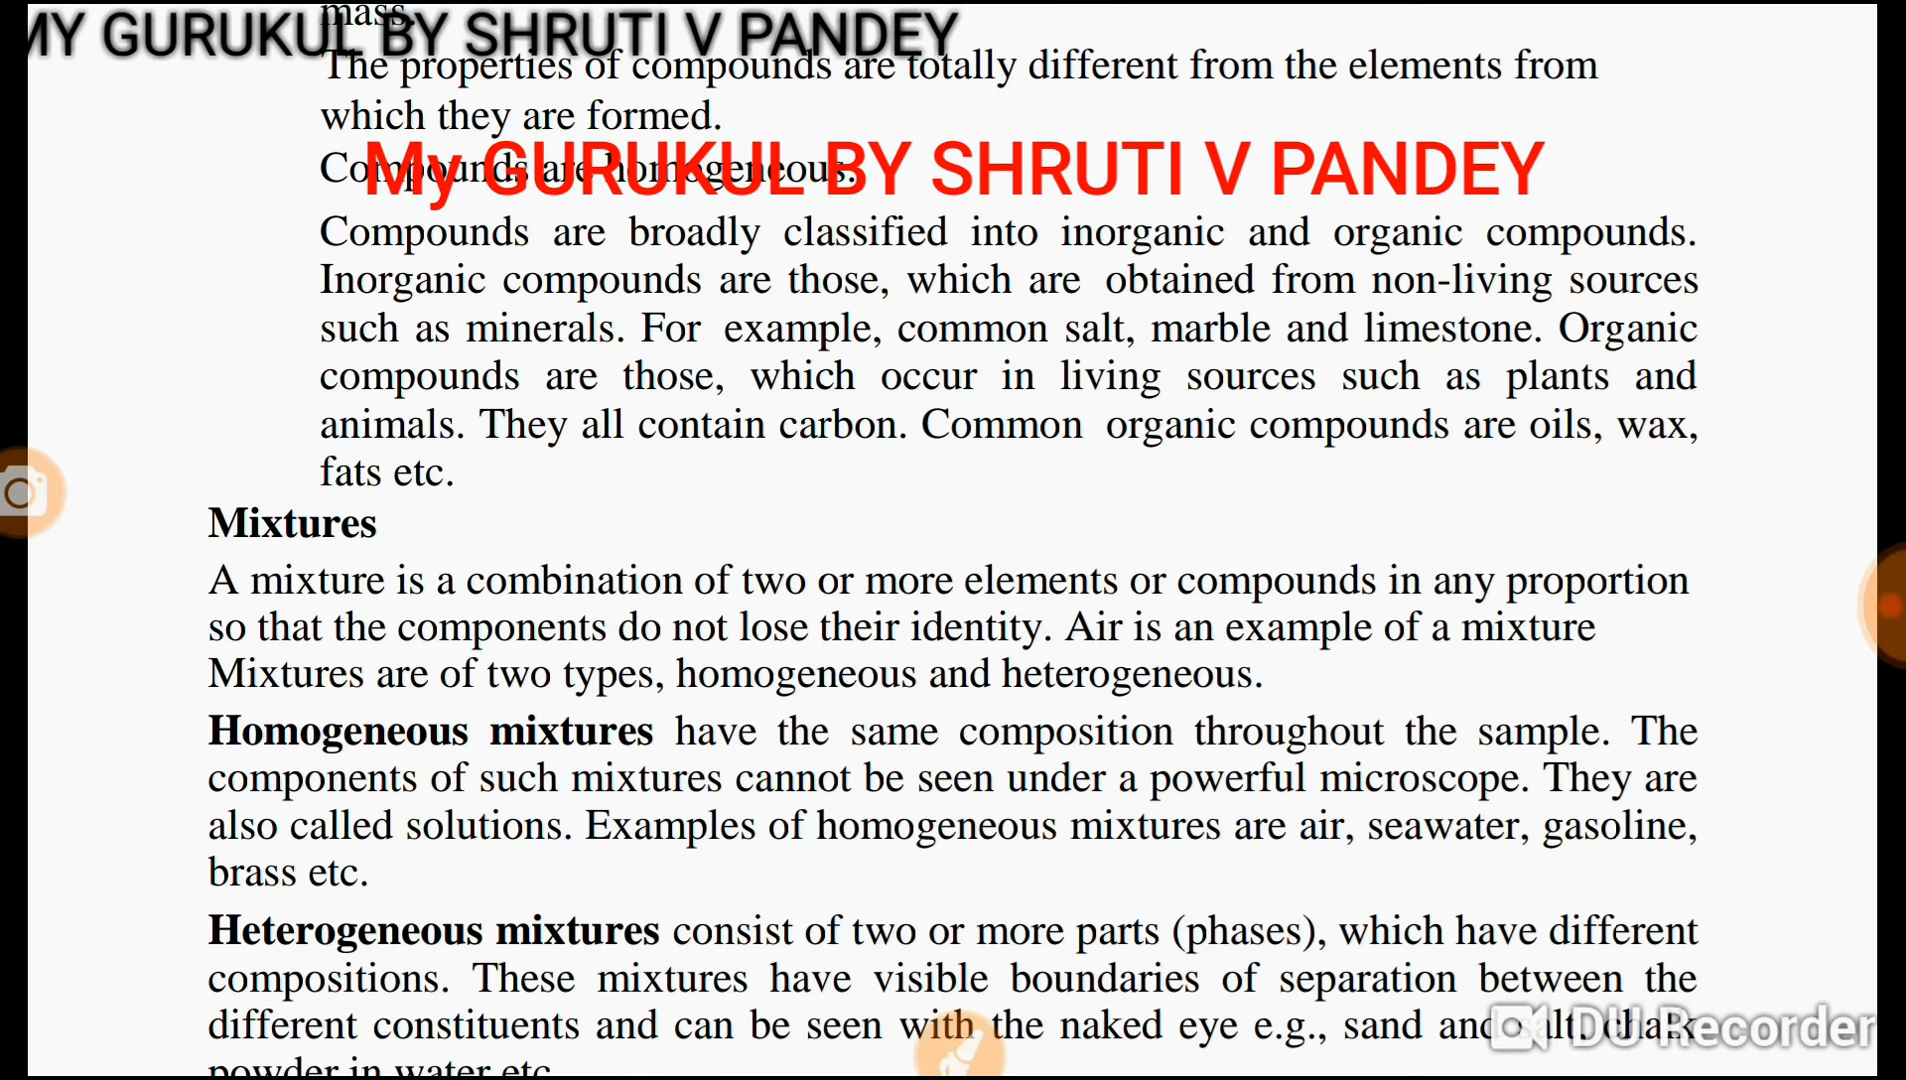 mass.
MY GURUKUL BY SHRUTI V PANDEY
The properties of compounds are totally different from the elements from
which they are formed.
My GURUKUL BY SHRUTI V PANDEY
Compounds are homogeneous.
Compounds are broadly classified into inorganic and organic compounds.
Inorganic compounds are those, which are obtained from non-living sources
such as minerals. For example, common salt, marble and limestone. Organic
compounds are those, which occur in living sources such as plants and
animals. They all contain carbon. Common organic compounds are oils, wax,
fats etc.
Mixtures
A mixture is a combination of two or more elements or compounds in any proportion
so that the components do not lose their identity. Air is an example of a mixture
Mixtures are of two types, homogeneous and heterogeneous.
Homogeneous mixtures have the same composition throughout the sample. The
components of such mixtures cannot be seen under a powerful microscope. They are
also called solutions. Examples of homogeneous mixtures are air, seawater, gasoline,
brass etc.
Heterogeneous mixtures consist of two or more parts (phases), which have different
compositions. These mixtures have visible boundaries of separation between the
different constituents and can be seen with the naked eye e.g., sand and salt, chalk
powder in water etc
DU Recorder